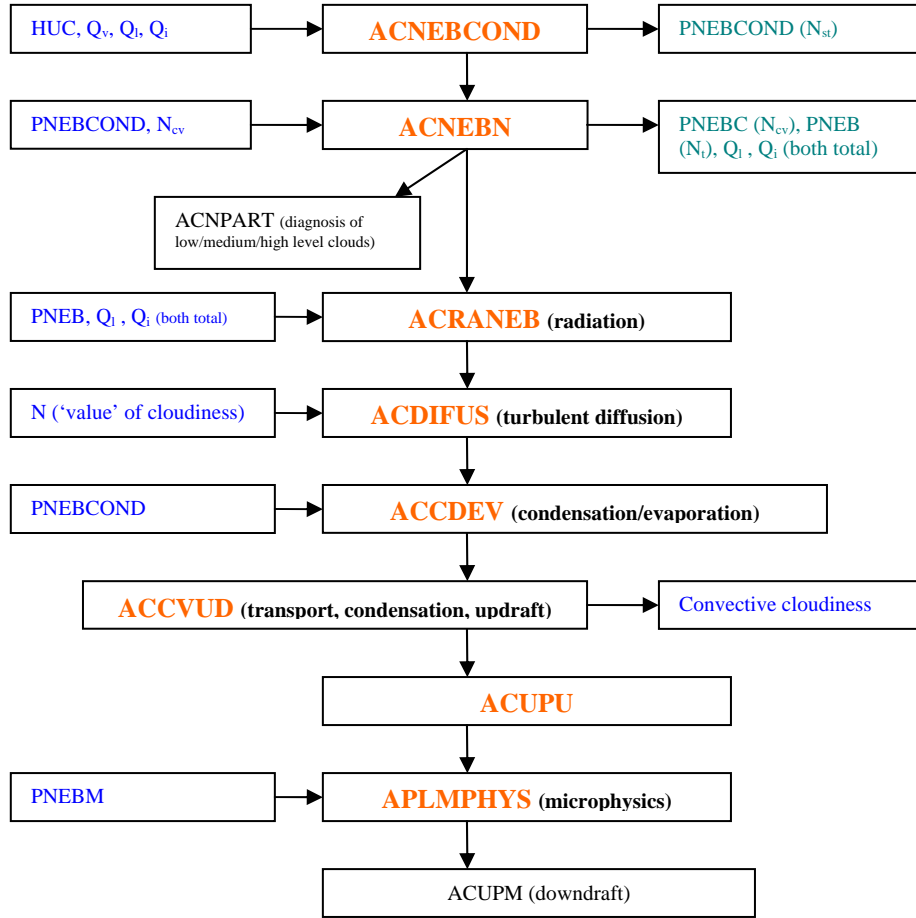 HUC, Qv, Ql, Qi
ACNEBCOND
PNEBCOND (Nst)
PNEBCOND, Ncv
ACNEBN
PNEBC (Ncv), PNEB
(Nt), Ql , Qi (both total)
ACNPART (diagnosis of
low/medium/high level clouds)
PNEB, Ql , Qi (both total)
ACRANEB (radiation)
N (‘value’ of cloudiness)
ACDIFUS (turbulent diffusion)
PNEBCOND
ACCDEV (condensation/evaporation)
ACCVUD (transport, condensation, updraft)
Convective cloudiness
ACUPU
PNEBM
APLMPHYS (microphysics)
ACUPM (downdraft)